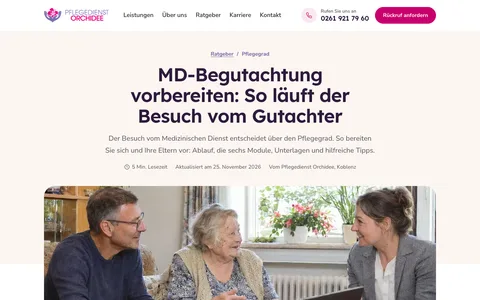 PFLEGEDIENST
ORCHIDEE
Leistungen Über uns Ratgeber Karriere Kontakt
Rufen Sie uns an
0261 921 79 60
Rückruf anfordern
Ratgeber / Pflegegrad
MD-Begutachtung
vorbereiten: So läuft der
Besuch vom Gutachter
Der Besuch vom Medizinischen Dienst entscheidet über den Pflegegrad. So bereiten
Sie sich und Ihre Eltern vor: Ablauf, die sechs Module, Unterlagen und hilfreiche Tipps.
5 Min. Lesezeit Aktualisiert am 25. November 2026 Vom Pflegedienst Orchidee, Koblenz